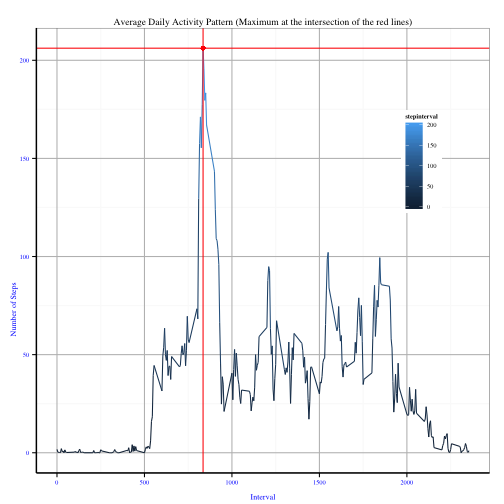 Average Daily Activity Pattern (Maximum at the intersection of the red lines)
Number of Steps
200
150
100
50
0
stepinterval
200
150
100
50
0
0 500 1000 1500 2000
Interval